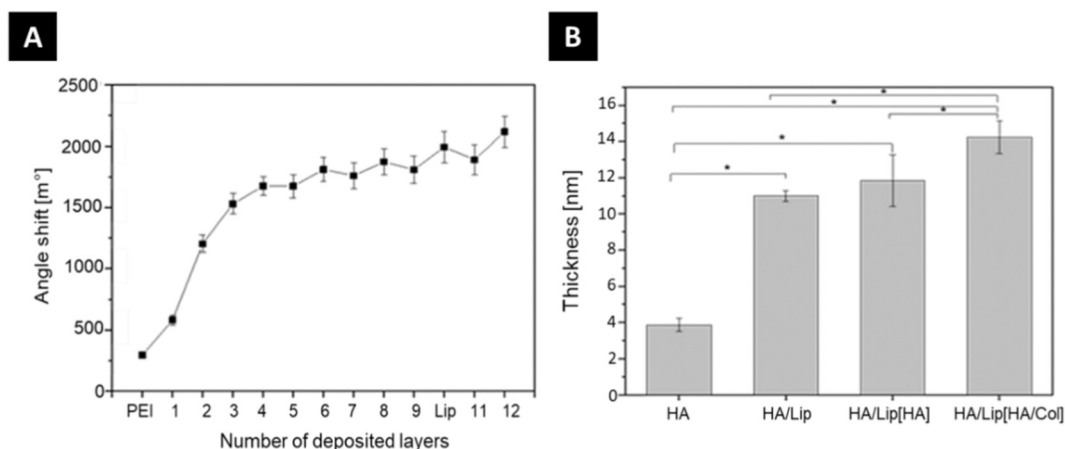 A
Angle shift [m°]
2500
2000
1500
1000
500
0
PEI 1 2 3 4 5 6 7 8 9 Lip 11 12
Number of deposited layers
B
Thickness [nm]
16
14
12
10
8
6
4
2
0
* * * * *
HA HA/Lip HA/Lip[HA] HA/Lip[HA/Col]